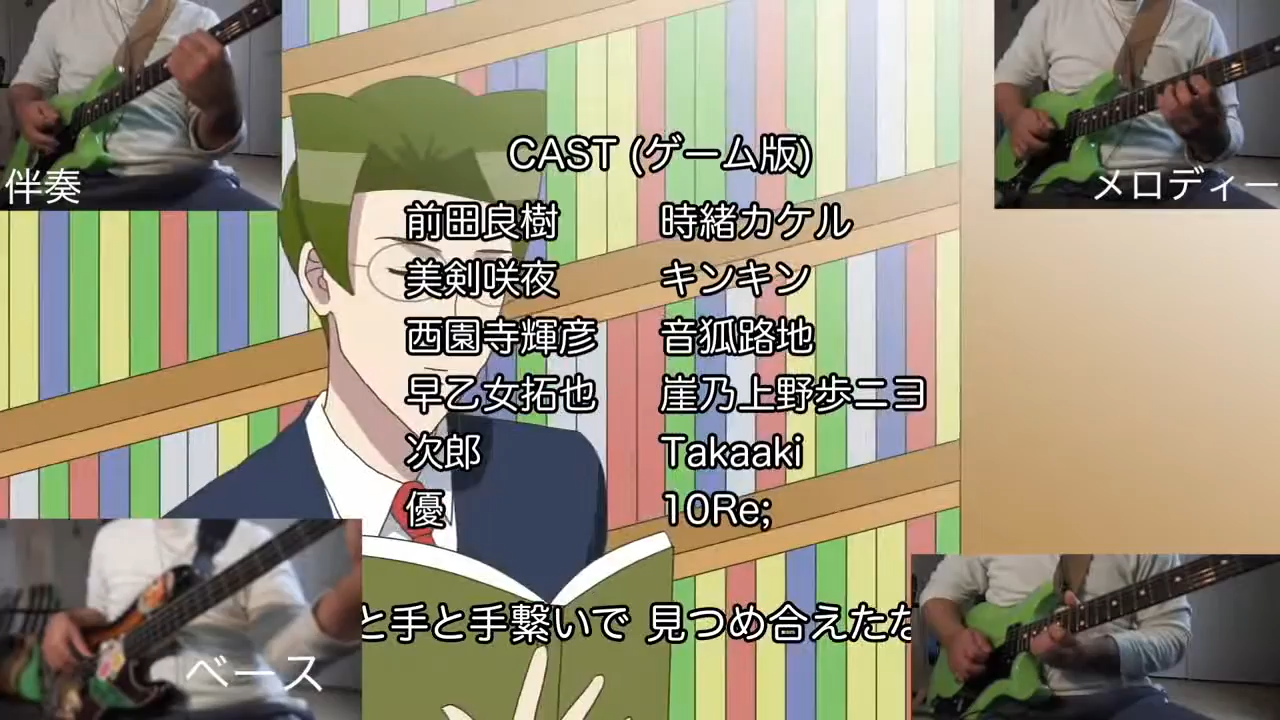 CAST (ゲーム版)
伴奏
メロディー
前田良樹 時緒カケル
美剣咲夜 キンキン
西園寺輝彦 音狐路地
早乙女拓也 崖乃上野歩ニヨ
次郎 Takaaki
優 10Re;
と手と手繋いで 見つめ合えたな
ベース